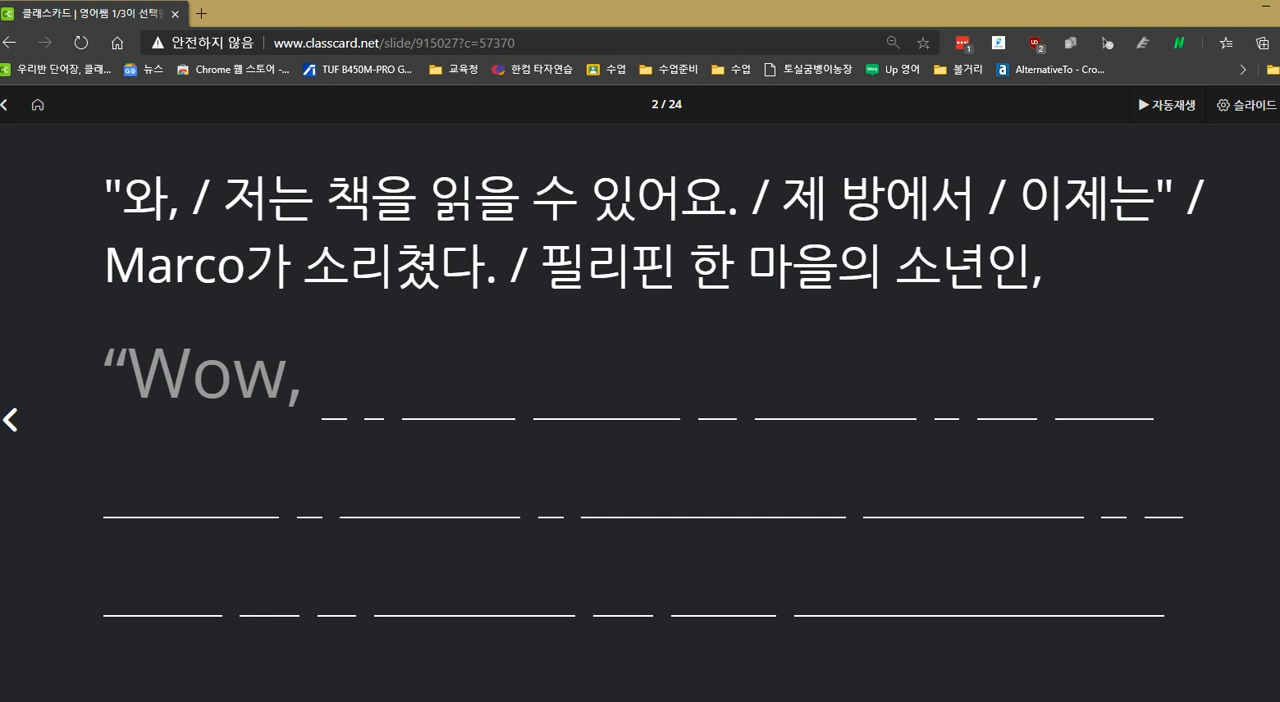 클래스카드 | 영어쌤 1/3이 선택한
안전하지 않음 www.classcard.net/slide/915027?c=57370
우리반 단어장, 클래... 뉴스 Chrome 웹 스토어 -... TUF B450M-PRO G... 교육청 한컴 타자연습 수업 수업준비 수업 토실굼벵이농장 Up 영어 볼거리 AlternativeTo - Cro...
2 / 24 자동재생 슬라이드
"와, / 저는 책을 읽을 수 있어요. / 제 방에서 / 이제는" /
Marco가 소리쳤다. / 필리핀 한 마을의 소년인,
“Wow,